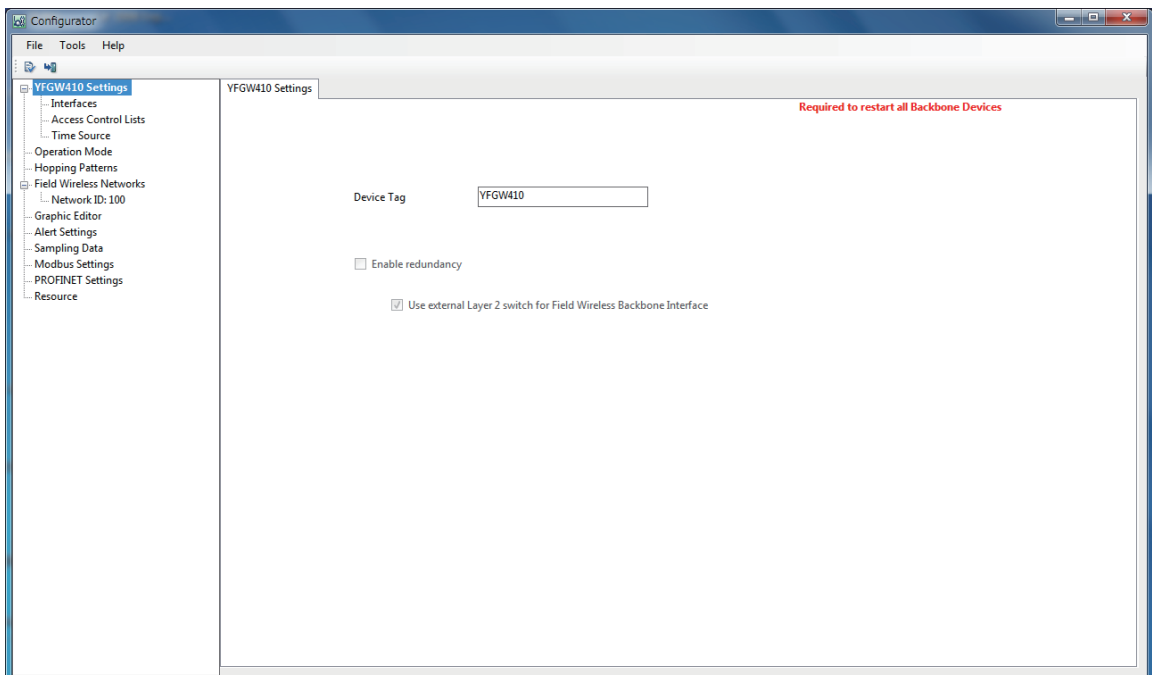 Configurator
File Tools Help
YFGW410 Settings
Interfaces
Access Control Lists
Time Source
Operation Mode
Hopping Patterns
Field Wireless Networks
Network ID: 100
Graphic Editor
Alert Settings
Sampling Data
Modbus Settings
PROFINET Settings
Resource
YFGW410 Settings
Required to restart all Backbone Devices
Device Tag YFGW410
Enable redundancy
Use external Layer 2 switch for Field Wireless Backbone Interface